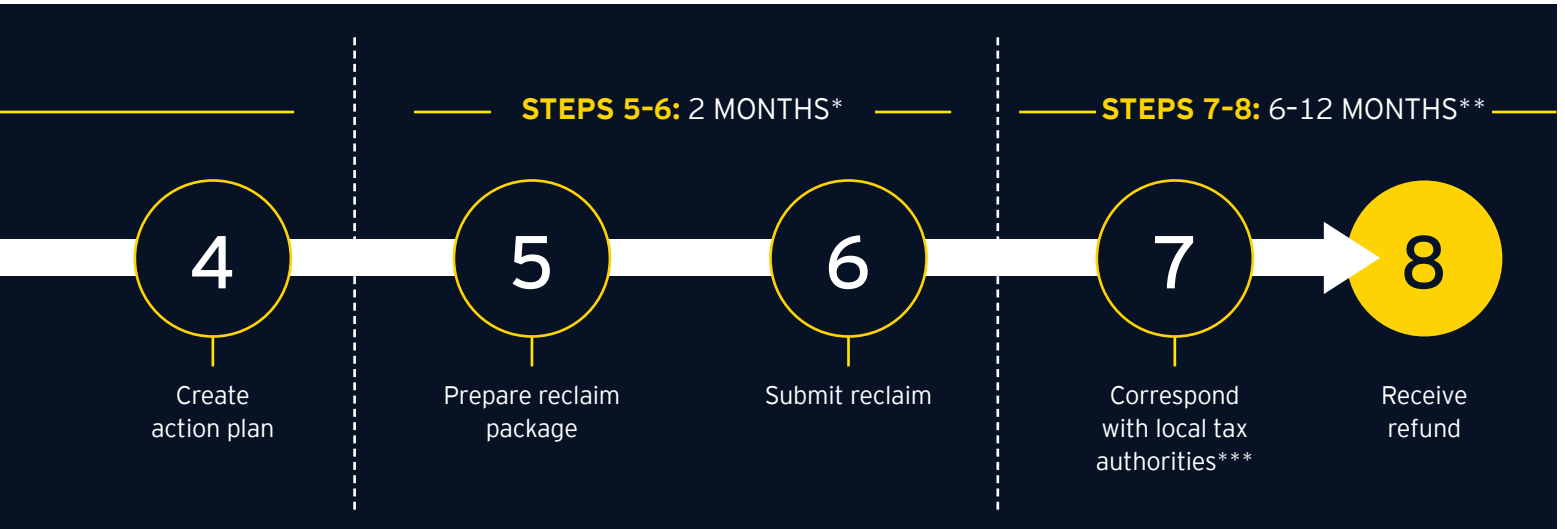 STEPS 5–6: 2 MONTHS*
STEPS 7–8: 6–12 MONTHS**
4
5
6
7
8
Create
action plan
Prepare reclaim
package
Submit reclaim
Correspond
with local tax
authorities***
Receive
refund